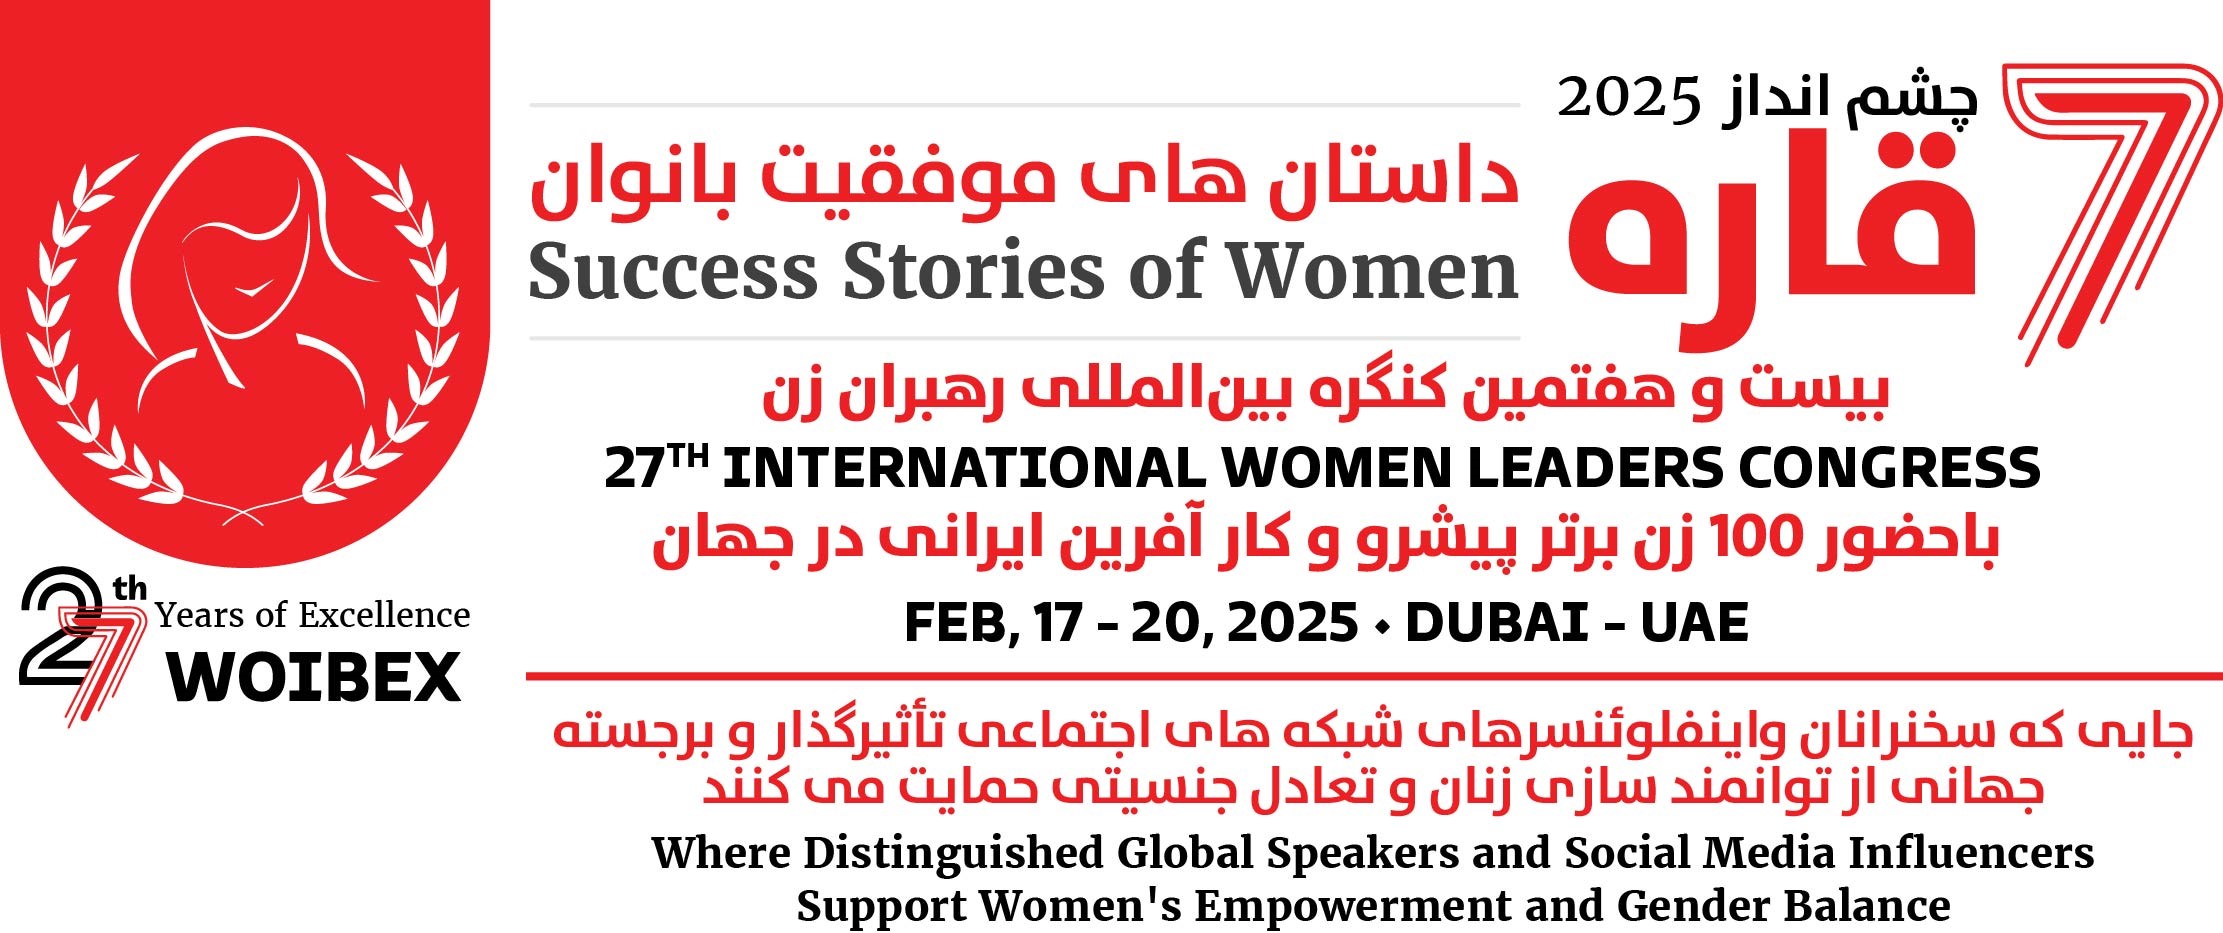 چشم انداز 2025
7 قاره
داستان های موفقیت بانوان
Success Stories of Women
بیست و هفتمین کنگره بین‌المللی رهبران زن
27TH INTERNATIONAL WOMEN LEADERS CONGRESS
باحضور 100 زن برتر پیشرو و کار آفرین ایرانی در جهان
FEB, 17 - 20, 2025 • DUBAI - UAE
27th Years of Excellence
WOIBEX
جایی که سخنرانان واینفلوئنسرهای شبکه های اجتماعی تأثیرگذار و برجسته
جهانی از توانمند سازی زنان و تعادل جنسیتی حمایت می کنند
Where Distinguished Global Speakers and Social Media Influencers
Support Women's Empowerment and Gender Balance